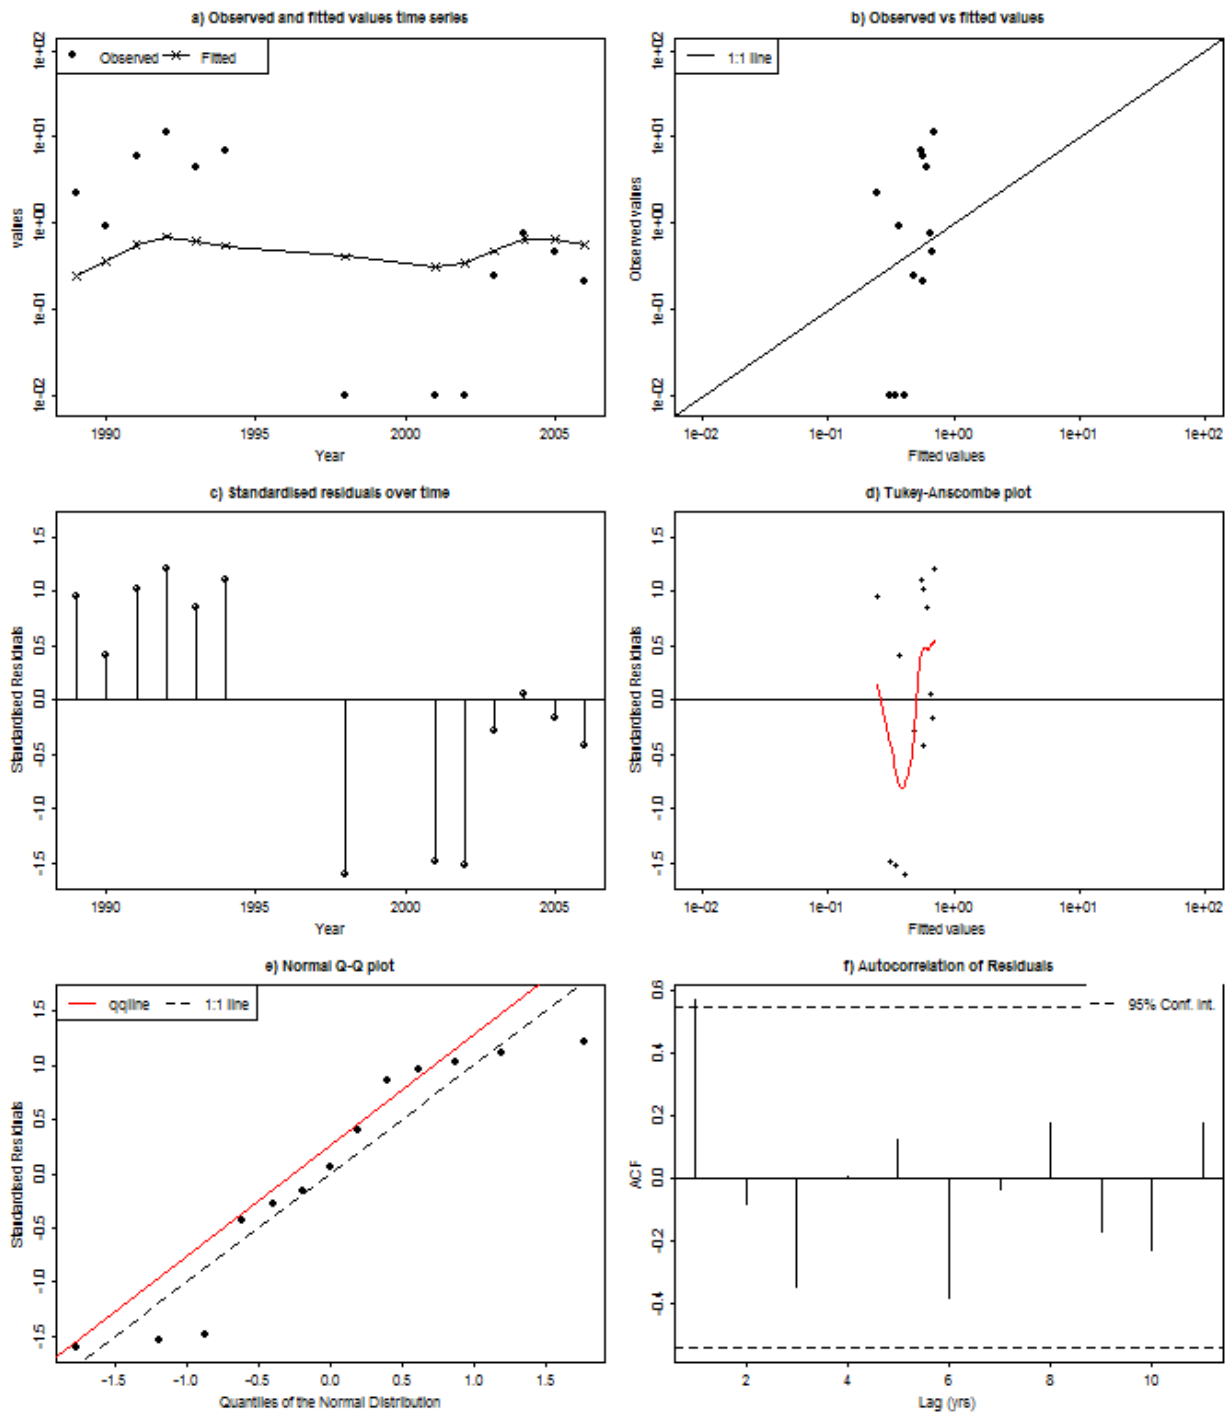 a) Observed and fitted values time series
Observed Fitted
values
1e+02
1e+01
1e+00
1e-01
1e-02
1990 1995 2000 2005
Year
b) Observed vs fitted values
1:1 line
Observed values
1e+02
1e+01
1e+00
1e-01
1e-02
1e-02 1e-01 1e+00 1e+01 1e+02
Fitted values
c) Standardised residuals over time
Standardised Residuals
1.5
1.0
0.5
0.0
-0.5
-1.0
-1.5
1990 1995 2000 2005
Year
d) Tukey-Anscombe plot
Standardised Residuals
1.5
1.0
0.5
0.0
-0.5
-1.0
-1.5
1e-02 1e-01 1e+00 1e+01 1e+02
Fitted values
e) Normal Q-Q plot
qqline 1:1 line
Standardised Residuals
1.5
1.0
0.5
0.0
-0.5
-1.0
-1.5
-1.5 -1.0 -0.5 0.0 0.5 1.0 1.5
Quantiles of the Normal Distribution
f) Autocorrelation of Residuals
95% Conf. Int.
ACF
0.6
0.4
0.2
0.0
-0.2
-0.4
2 4 6 8 10
Lag (yrs)